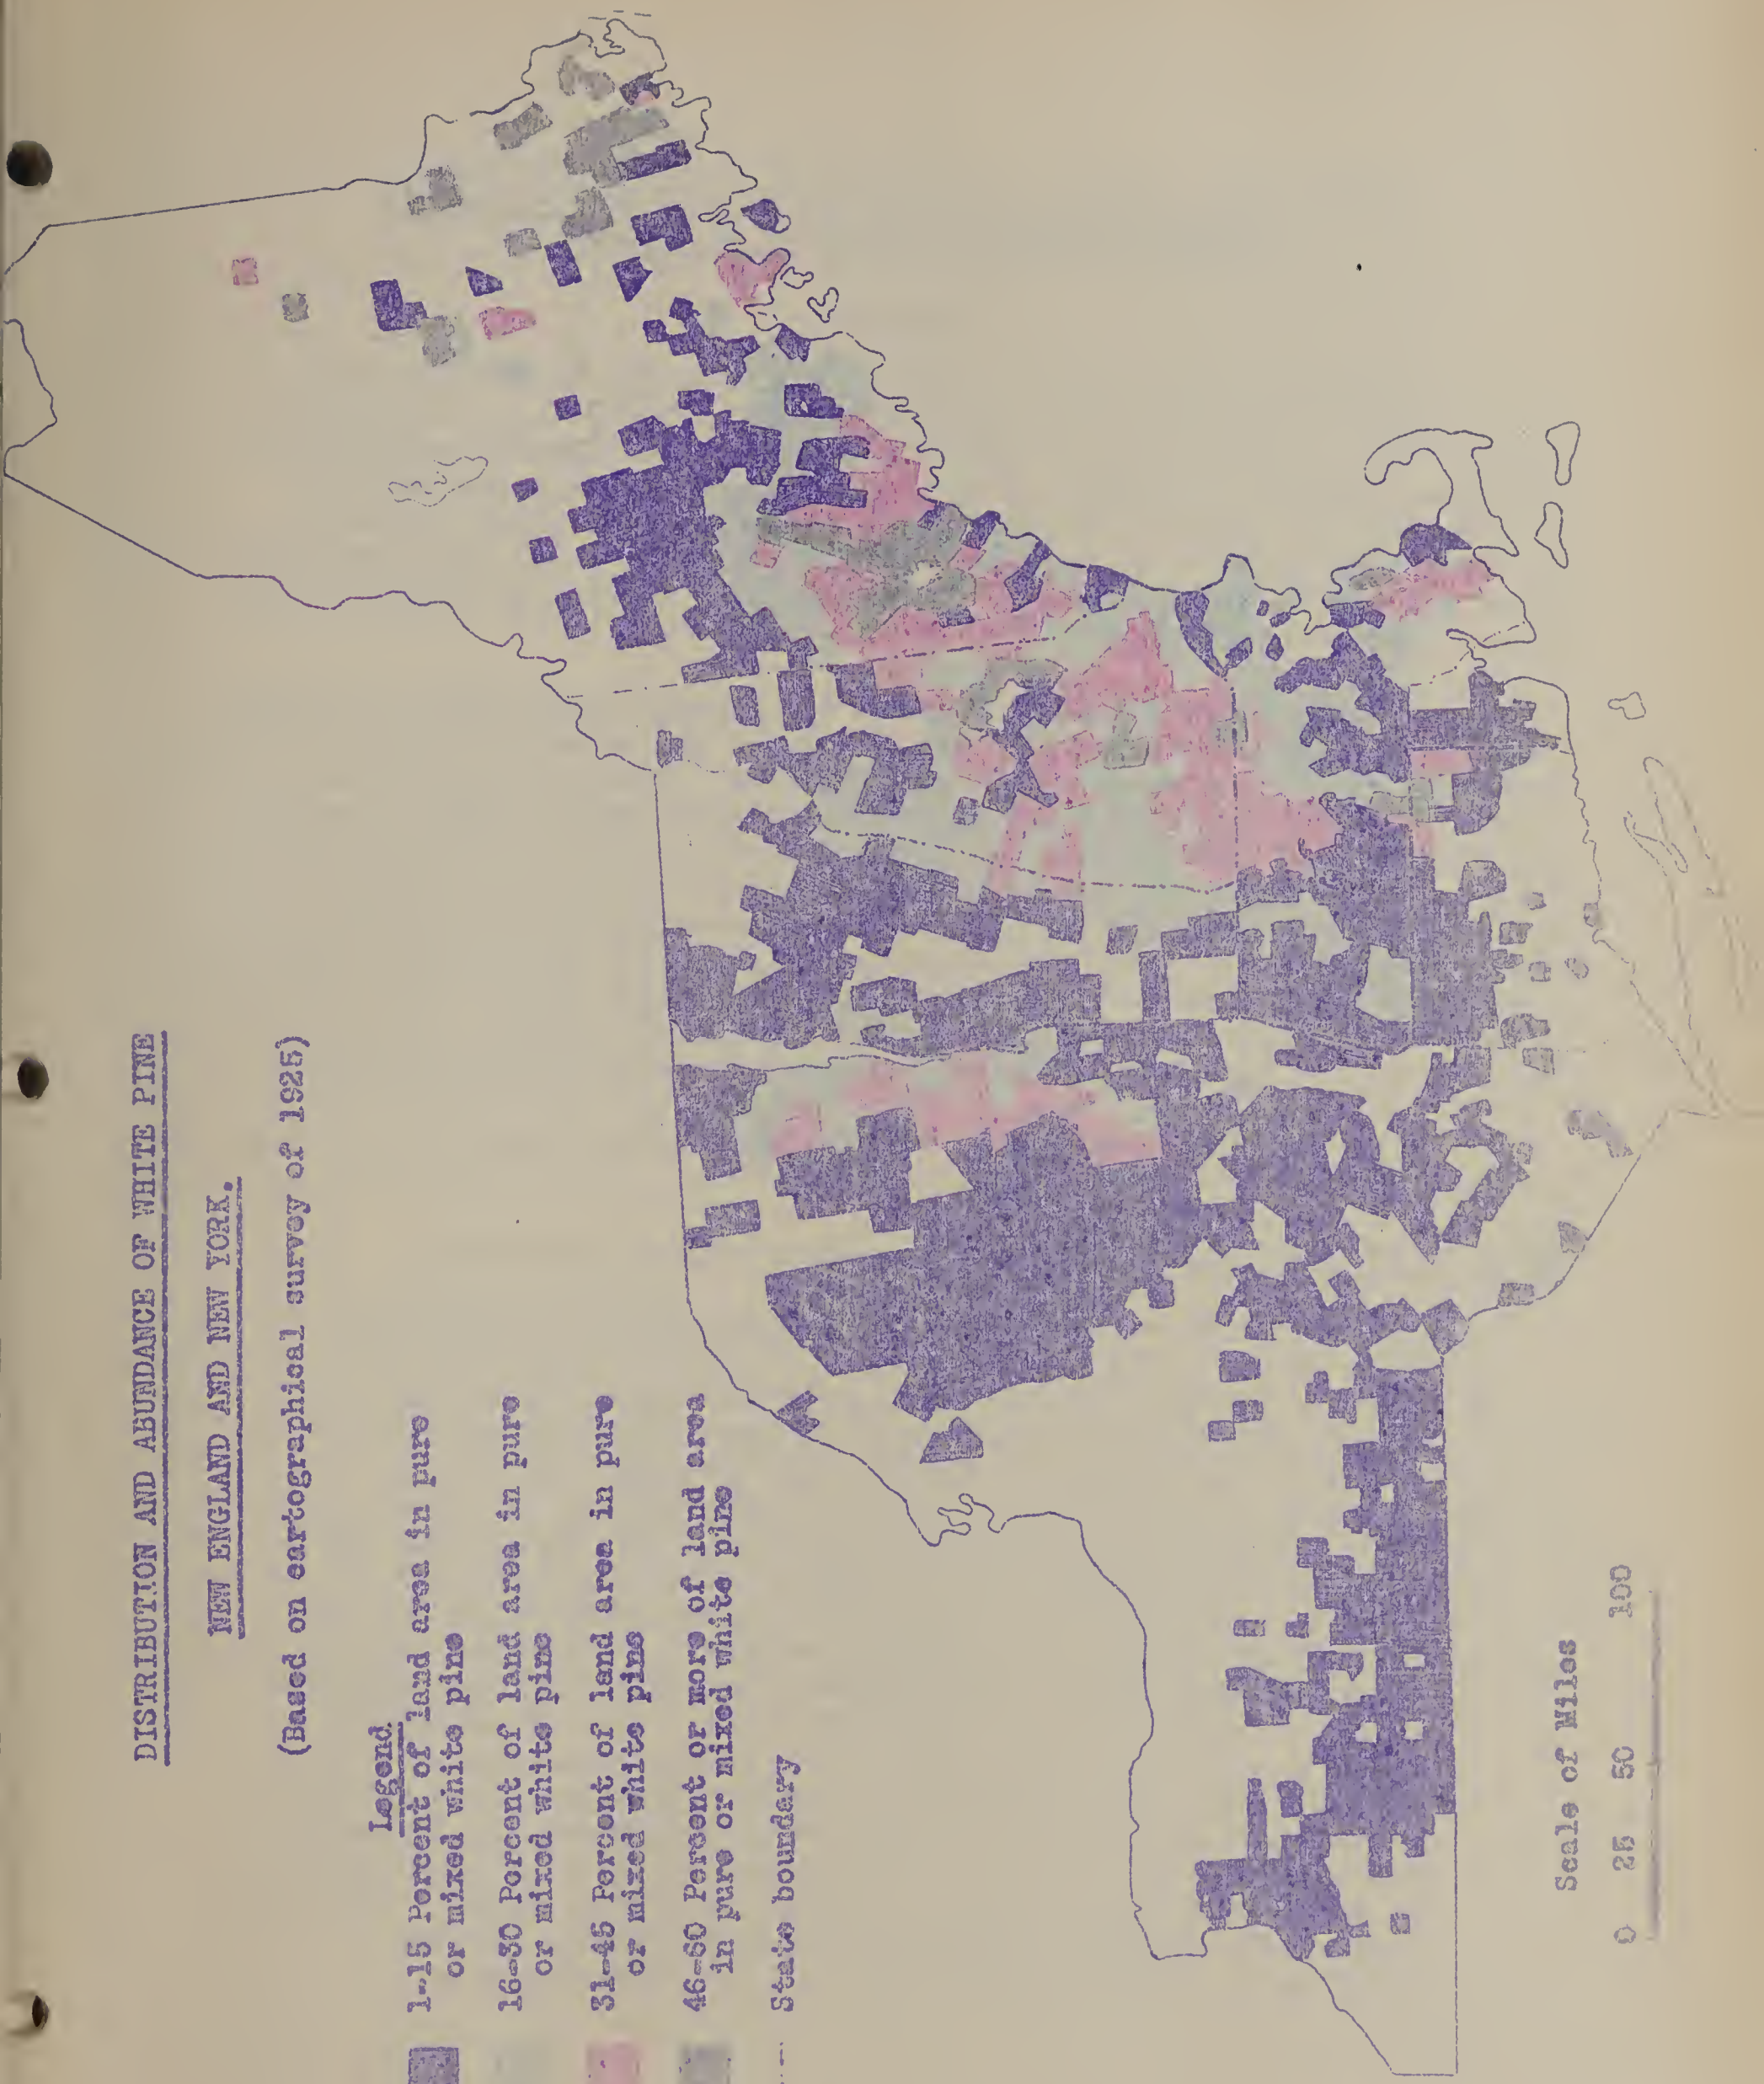 DISTRIBUTION AND ABUNDANCE OF WHITE PINE
NEW ENGLAND AND NEW YORK.
(Based on cartographical survey of 1925)
Legend
1-15 Percent of land area in pure
or mixed white pine
16-30 Percent of land area in pure
or mixed white pine
31-45 Percent of land area in pure
or mixed white pine
46-60 Percent or more of land area
in pure or mixed white pine
State boundary
Scale of Miles
0 25 50 100